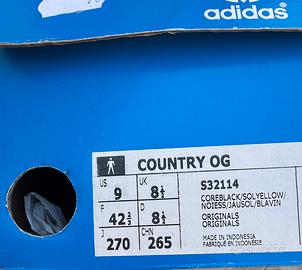 adidas®
COUNTRY OG
US 9
UK 8½
F 42⅔
D 8½
J 270
CHN 265
S32114
COREBLACK/SOLYELLOW/
NOIESS/JAUSOL/BLAVIN
ORIGINALS
ORIGINALS
MADE IN INDONESIA
FABRIQUÉ EN INDONÉSIE